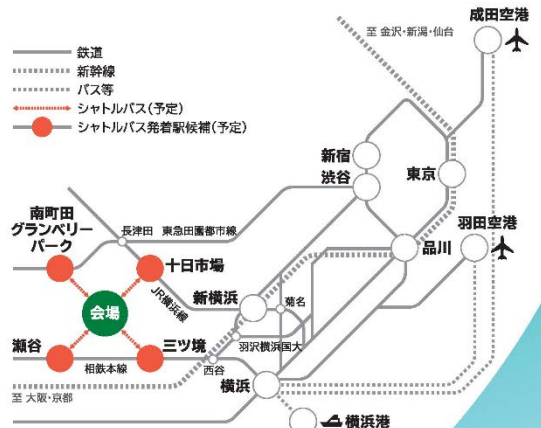 成田空港
至 金沢・新潟・仙台
鉄道
新幹線
バス等
シャトルバス(予定)
シャトルバス発着駅候補(予定)
新宿
渋谷
東京
羽田空港
品川
南町田
グランベリー
パーク
長津田
東急田園都市線
十日市場
JR横浜線
新横浜
菊名
会場
羽沢横浜国大
瀬谷
三ツ境
相鉄本線
西谷
横浜
至 大阪・京都
横浜港